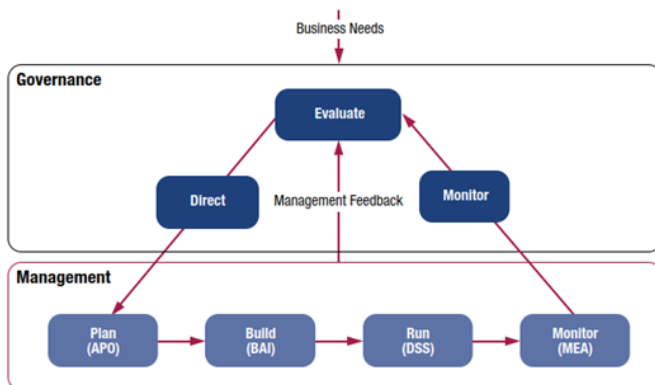 Business Needs
Governance
Evaluate
Direct
Management Feedback
Monitor
Management
Plan
(APO)
Build
(BAI)
Run
(DSS)
Monitor
(MEA)